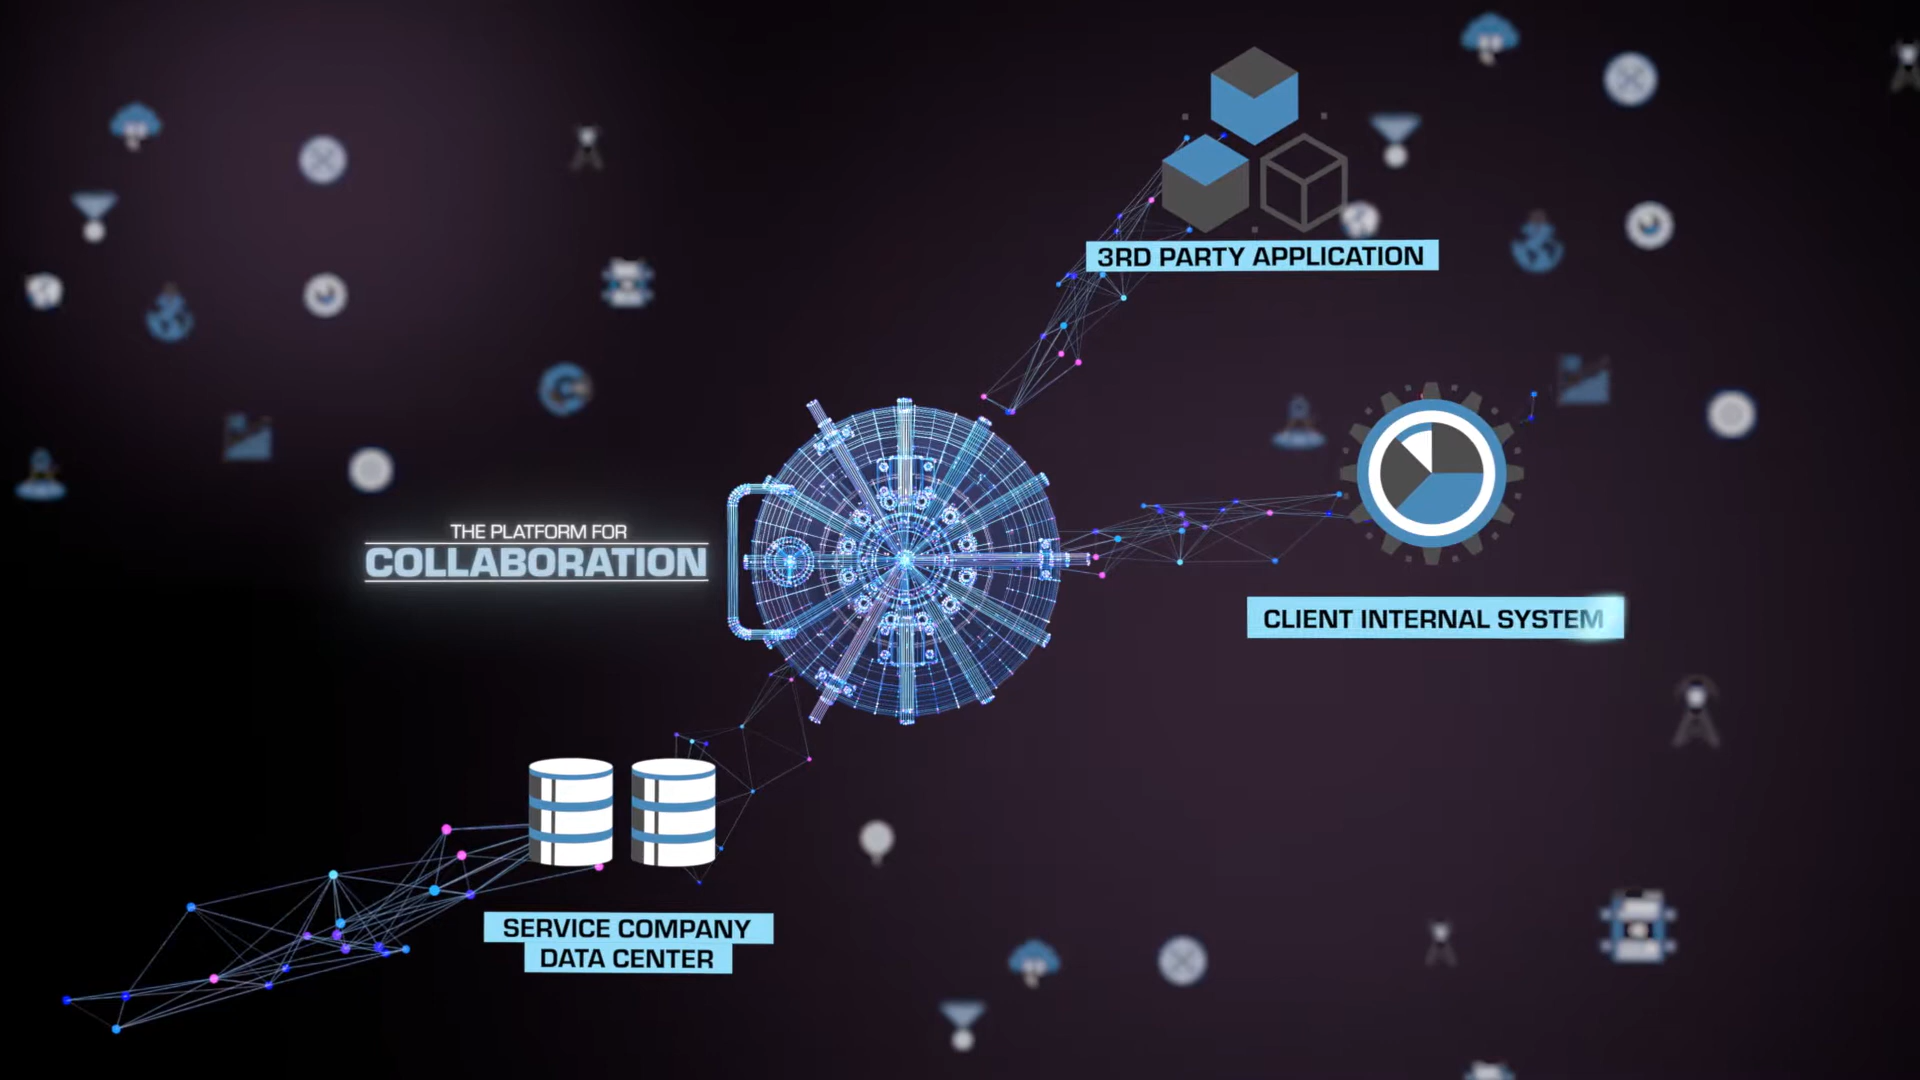 3RD PARTY APPLICATION
THE PLATFORM FOR
COLLABORATION
CLIENT INTERNAL SYSTEM
SERVICE COMPANY
DATA CENTER